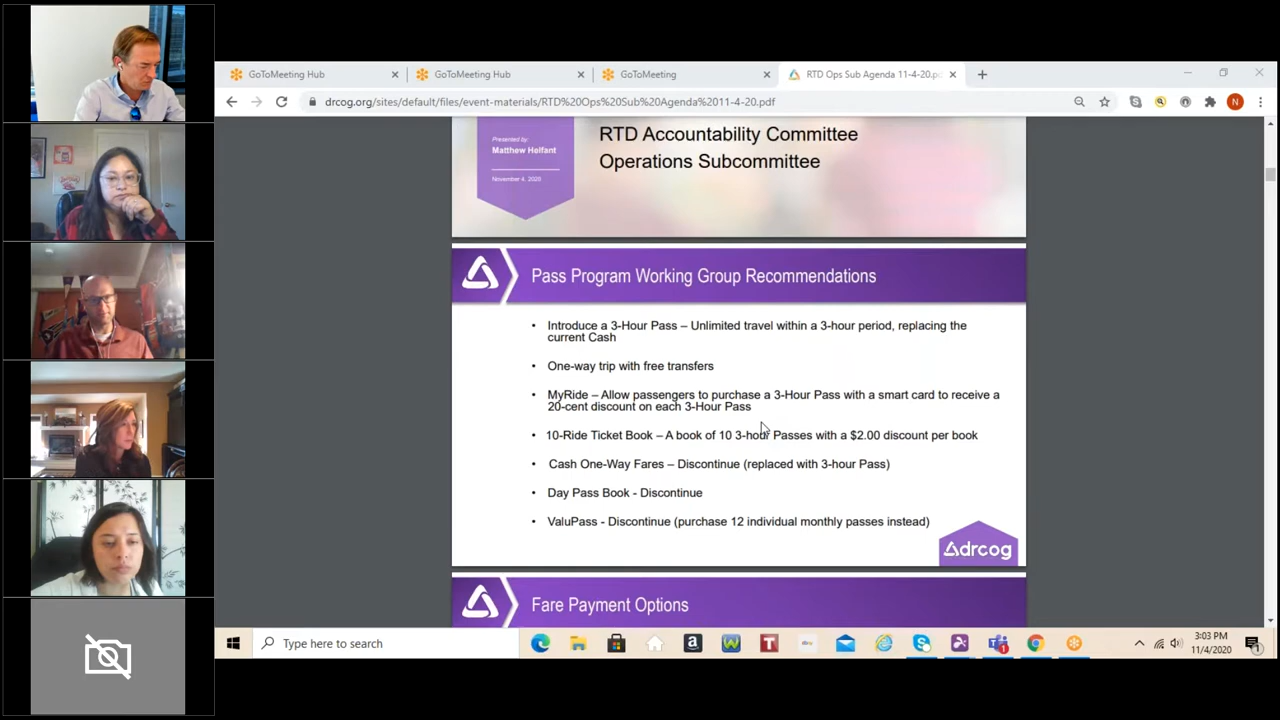 GoToMeeting Hub
GoToMeeting Hub
GoToMeeting
RTD Ops Sub Agenda 11-4-20.pd
drcog.org/sites/default/files/event-materials/RTD%20Ops%20Sub%20Agenda%2011-4-20.pdf
N
Presented by:
Matthew Helfant
November 4, 2020
RTD Accountability Committee
Operations Subcommittee
Pass Program Working Group Recommendations
• Introduce a 3-Hour Pass – Unlimited travel within a 3-hour period, replacing the
current Cash
• One-way trip with free transfers
• MyRide – Allow passengers to purchase a 3-Hour Pass with a smart card to receive a
20-cent discount on each 3-Hour Pass
• 10-Ride Ticket Book – A book of 10 3-hour Passes with a $2.00 discount per book
• Cash One-Way Fares – Discontinue (replaced with 3-hour Pass)
• Day Pass Book - Discontinue
• ValuPass - Discontinue (purchase 12 individual monthly passes instead)
drcog
Fare Payment Options
Type here to search
3:03 PM
11/4/2020